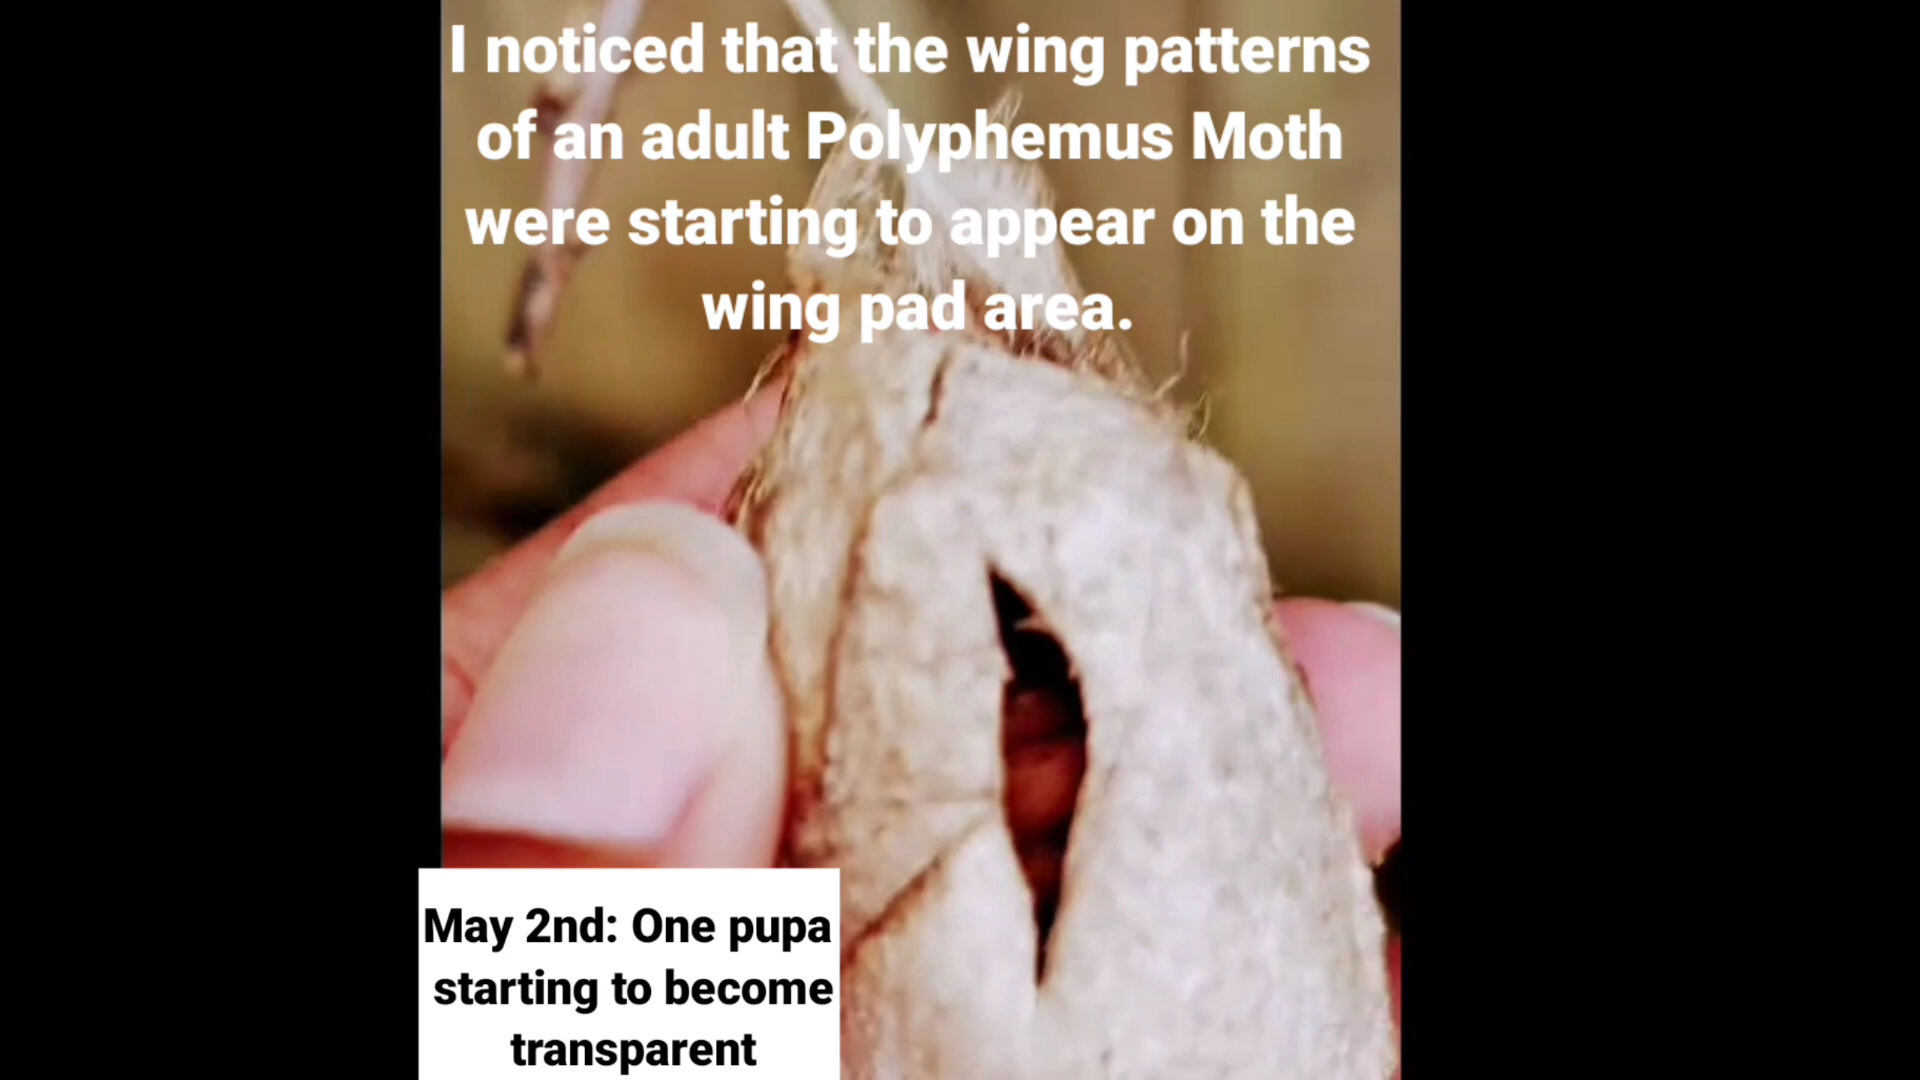 I noticed that the wing patterns
of an adult Polyphemus Moth
were starting to appear on the
wing pad area.
May 2nd: One pupa
starting to become
transparent